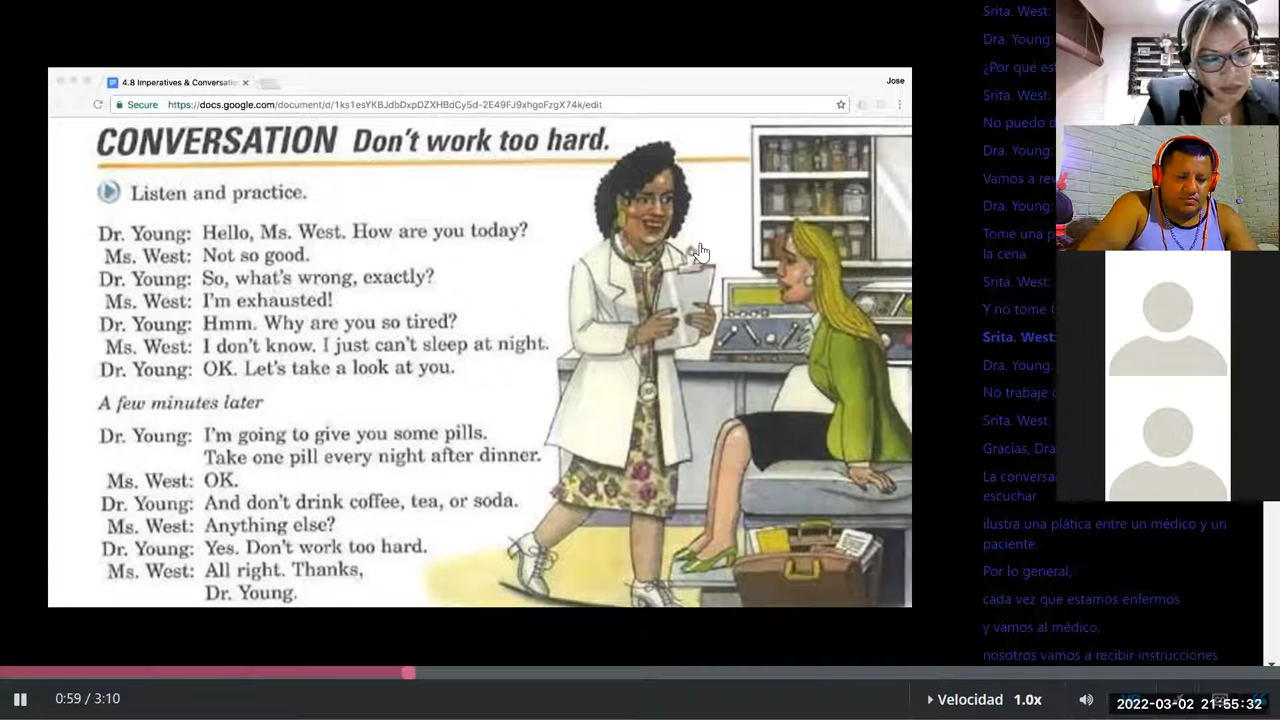 4.8 Imperatives & Conversatio
Jose
Secure https://docs.google.com/document/d/1ks1esYKBJdbDxpDZXHBdCy5d-2E49FJ9xhgoFzgX74k/edit
CONVERSATION Don't work too hard.
Listen and practice.
Dr. Young: Hello, Ms. West. How are you today?
Ms. West: Not so good.
Dr. Young: So, what's wrong, exactly?
Ms. West: I'm exhausted!
Dr. Young: Hmm. Why are you so tired?
Ms. West: I don't know. I just can't sleep at night.
Dr. Young: OK. Let's take a look at you.
A few minutes later
Dr. Young: I'm going to give you some pills.
Take one pill every night after dinner.
Ms. West: OK.
Dr. Young: And don't drink coffee, tea, or soda.
Ms. West: Anything else?
Dr. Young: Yes. Don't work too hard.
Ms. West: All right. Thanks,
Dr. Young.
Srita. West:
Dra. Young:
¿Por qué
Srita. West:
No puedo
Dra. Young:
Vamos a
Dra. Young:
Tome una
la cena.
Srita. West:
Y no tome
Srita. West:
Dra. Young:
No trabaje
Srita. West:
Gracias, Dra
La
escuchar
ilustra una plática entre un médico y un
paciente.
Por lo general,
cada vez que estamos enfermos
y vamos al médico,
nosotros vamos a recibir instrucciones
0:59 / 3:10
Velocidad 1.0x
2022-03-02 21:55:32